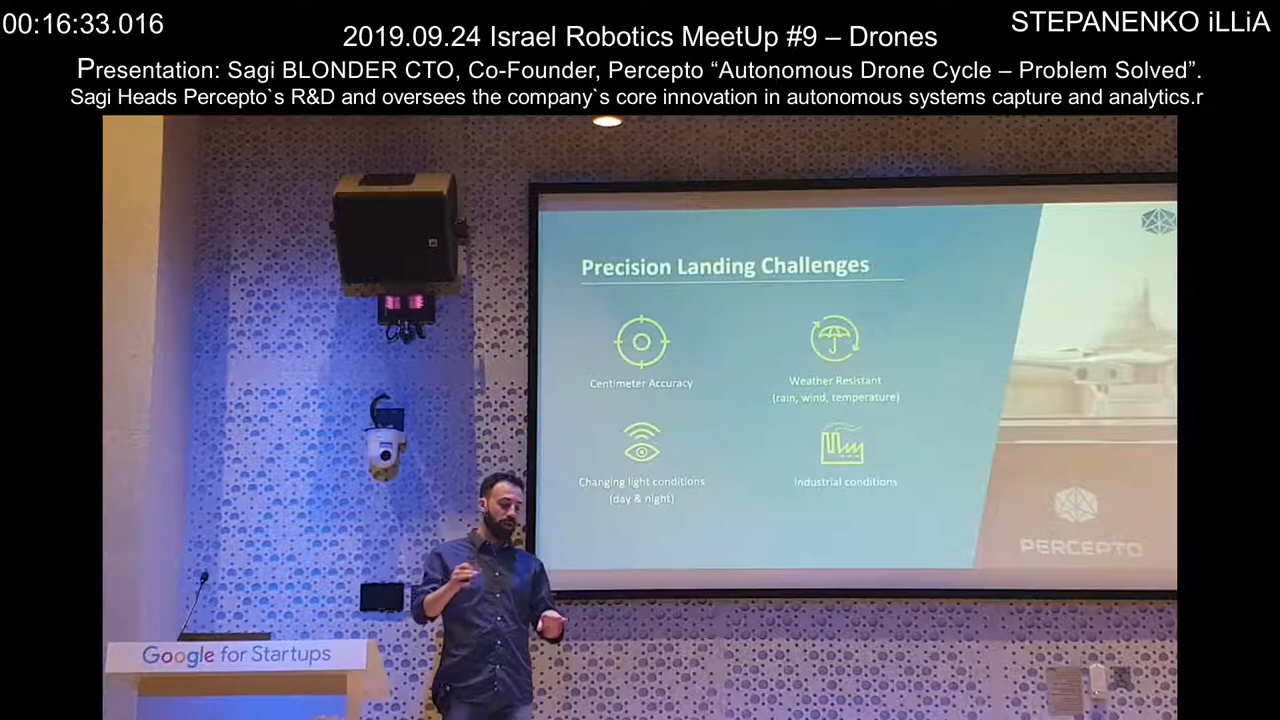 00:16:33.016
STEPANENKO iLLiA
2019.09.24 Israel Robotics MeetUp #9 – Drones
Presentation: Sagi BLONDER CTO, Co-Founder, Percepto “Autonomous Drone Cycle – Problem Solved”.
Sagi Heads Percepto`s R&D and oversees the company`s core innovation in autonomous systems capture and analytics.r
Precision Landing Challenges
Centimeter Accuracy
Weather Resistant
(rain, wind, temperature)
Changing light conditions
(day & night)
Industrial conditions
PERCEPTO
Google for Startups